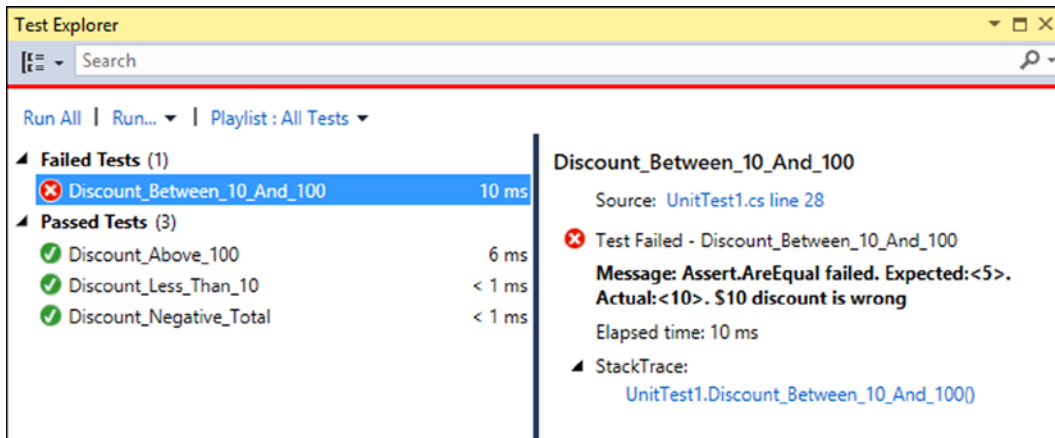 Test Explorer
Search
Run All | Run... | Playlist : All Tests
Failed Tests (1)
Discount_Between_10_And_100 10 ms
Passed Tests (3)
Discount_Above_100 6 ms
Discount_Less_Than_10 < 1 ms
Discount_Negative_Total < 1 ms
Discount_Between_10_And_100
Source: UnitTest1.cs line 28
Test Failed - Discount_Between_10_And_100
Message: Assert.AreEqual failed. Expected:<5>.
Actual:<10>. $10 discount is wrong
Elapsed time: 10 ms
StackTrace:
UnitTest1.Discount_Between_10_And_100()